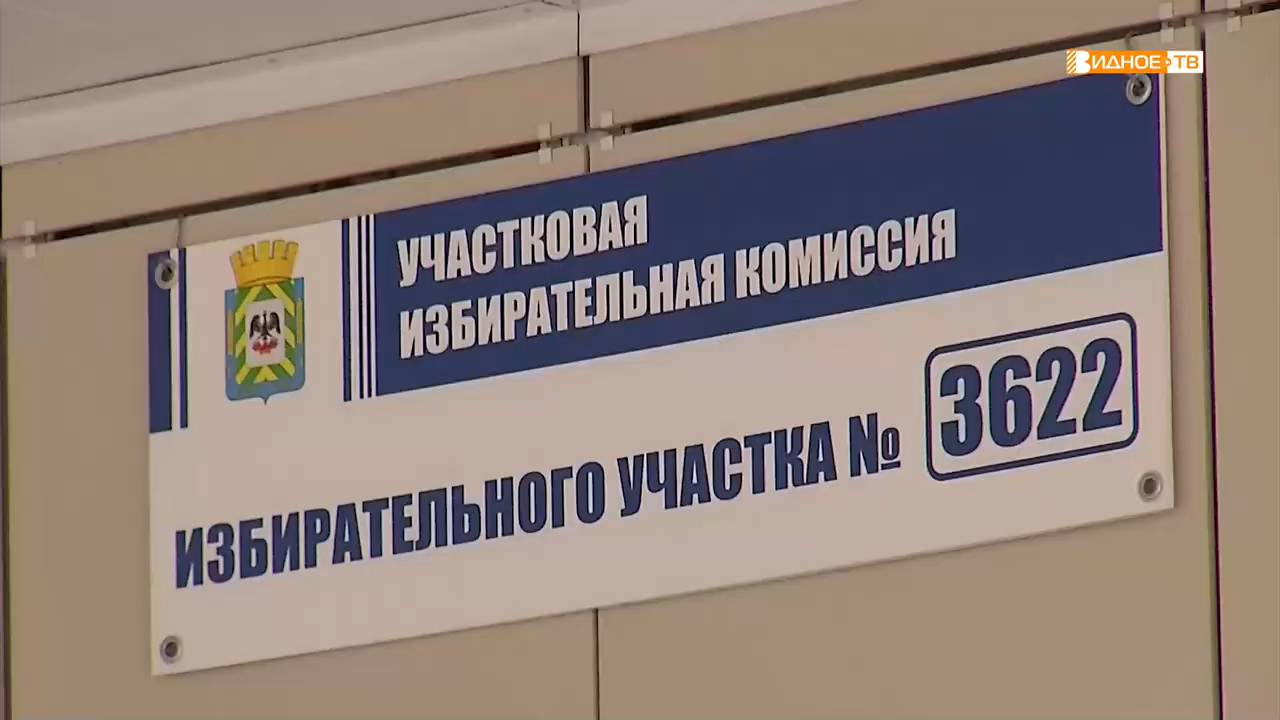 ВИДНОЕ·ТВ
УЧАСТКОВАЯ
ИЗБИРАТЕЛЬНАЯ КОМИССИЯ
ИЗБИРАТЕЛЬНОГО УЧАСТКА № 3622